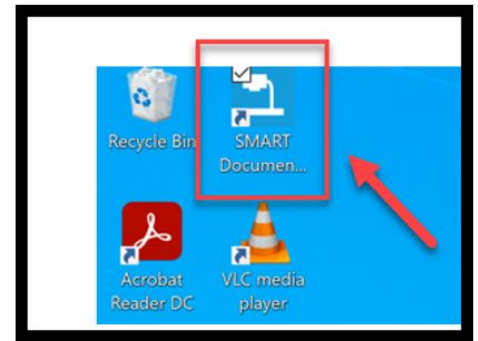 Recycle Bin
SMART
Documen...
Acrobat
Reader DC
VLC media
player